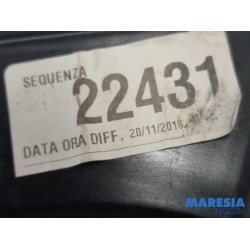 SEQUENZA
22431
DATA ORA DIFF. 20/11/2018
MARESIA